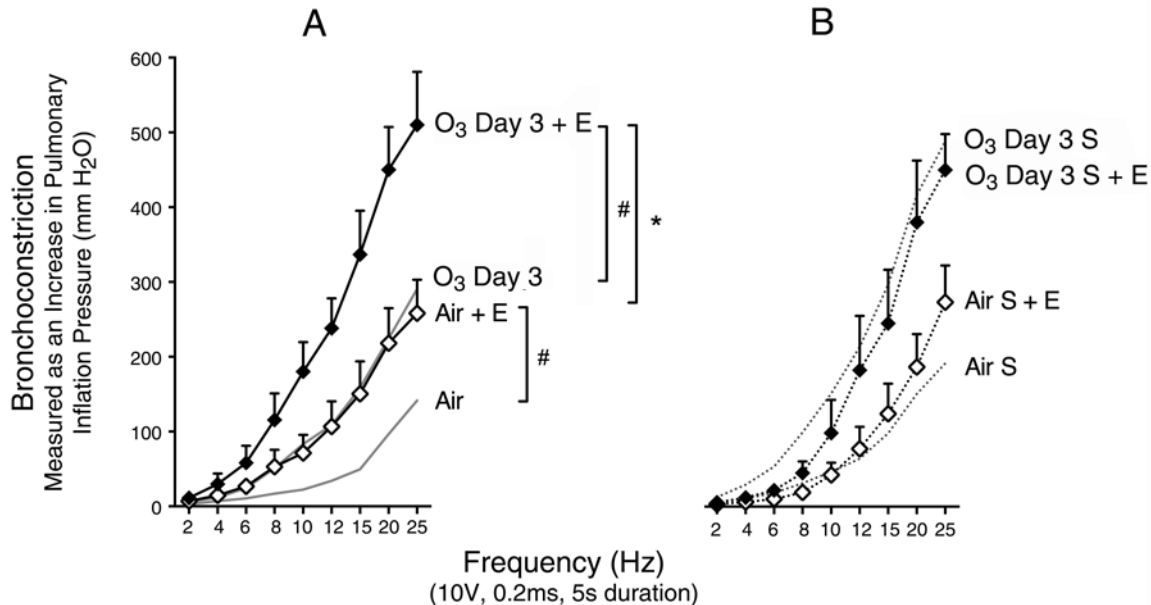 A
B
Bronchoconstriction
Measured as an Increase in Pulmonary
Inflation Pressure (mm H2O)
600
500
400
300
200
100
0
O3 Day 3 + E
O3 Day 3
Air + E
Air
#
*
#
2 4 6 8 10 12 15 20 25
O3 Day 3 S
O3 Day 3 S + E
Air S + E
Air S
2 4 6 8 10 12 15 20 25
Frequency (Hz)
(10V, 0.2ms, 5s duration)